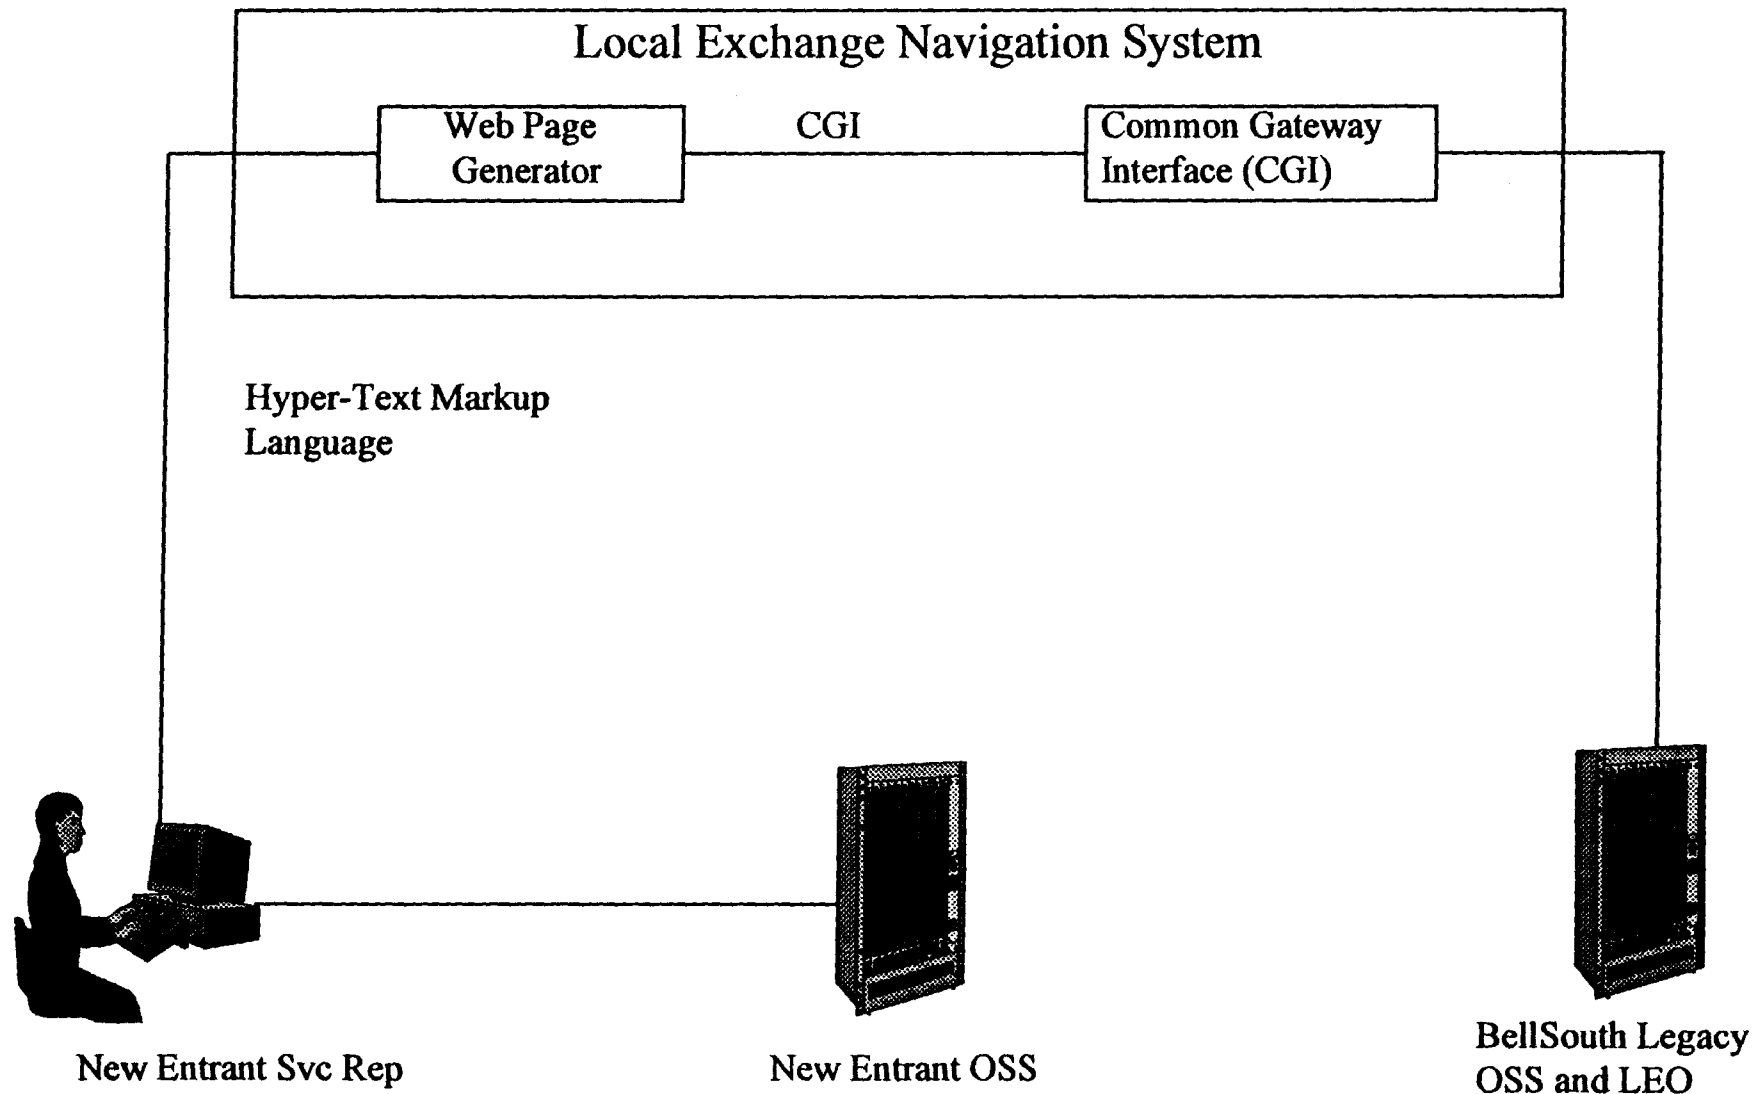 Local Exchange Navigation System
Web Page
Generator
CGI
Common Gateway
Interface (CGI)
Hyper-Text Markup
Language
New Entrant Svc Rep
New Entrant OSS
BellSouth Legacy
OSS and LEO